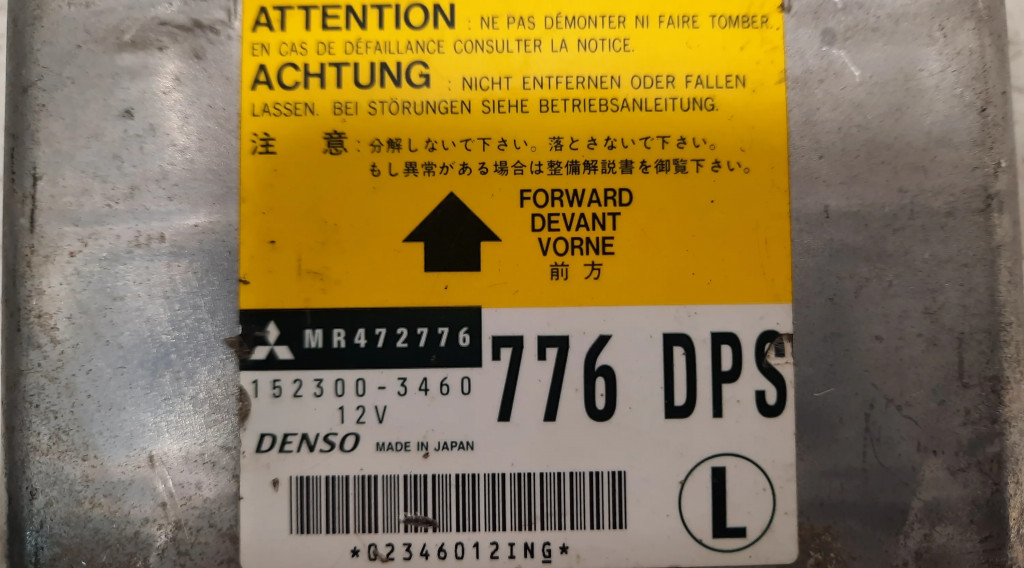 ATTENTION : NE PAS DÉMONTER NI FAIRE TOMBER.
EN CAS DE DÉFAILLANCE CONSULTER LA NOTICE.
ACHTUNG : NICHT ENTFERNEN ODER FALLEN
LASSEN. BEI STÖRUNGEN SIEHE BETRIEBSANLEITUNG.
注 意:分解しないで下さい。落とさないで下さい。
もし異常がある場合は整備解説書を御覧下さい。
FORWARD
DEVANT
VORNE
前方
MR472776
776 DPS
152300-3460
12V
DENSO MADE IN JAPAN
L
*02346012ING*